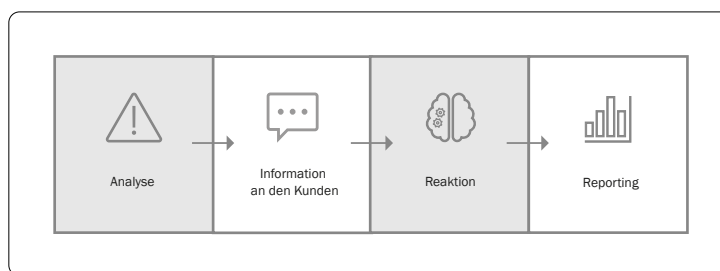 Analyse
Information
an den Kunden
Reaktion
Reporting